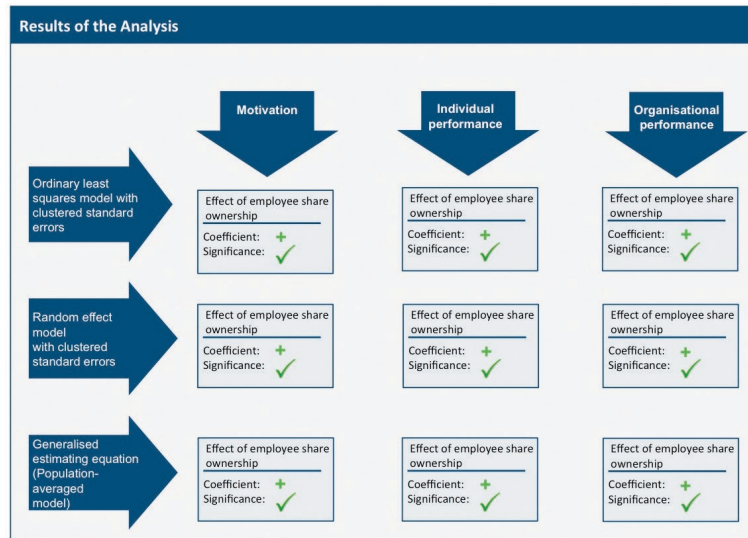 Results of the Analysis
Motivation
Individual
performance
Organisational
performance
Ordinary least
squares model with
clustered standard
errors
Effect of employee share
ownership
Coefficient: +
Significance: ✓
Effect of employee share
ownership
Coefficient: +
Significance: ✓
Effect of employee share
ownership
Coefficient: +
Significance: ✓
Random effect
model
with clustered
standard errors
Effect of employee share
ownership
Coefficient: +
Significance: ✓
Effect of employee share
ownership
Coefficient: +
Significance: ✓
Effect of employee share
ownership
Coefficient: +
Significance: ✓
Generalised
estimating equation
(Population-
averaged
model)
Effect of employee share
ownership
Coefficient: +
Significance: ✓
Effect of employee share
ownership
Coefficient: +
Significance: ✓
Effect of employee share
ownership
Coefficient: +
Significance: ✓